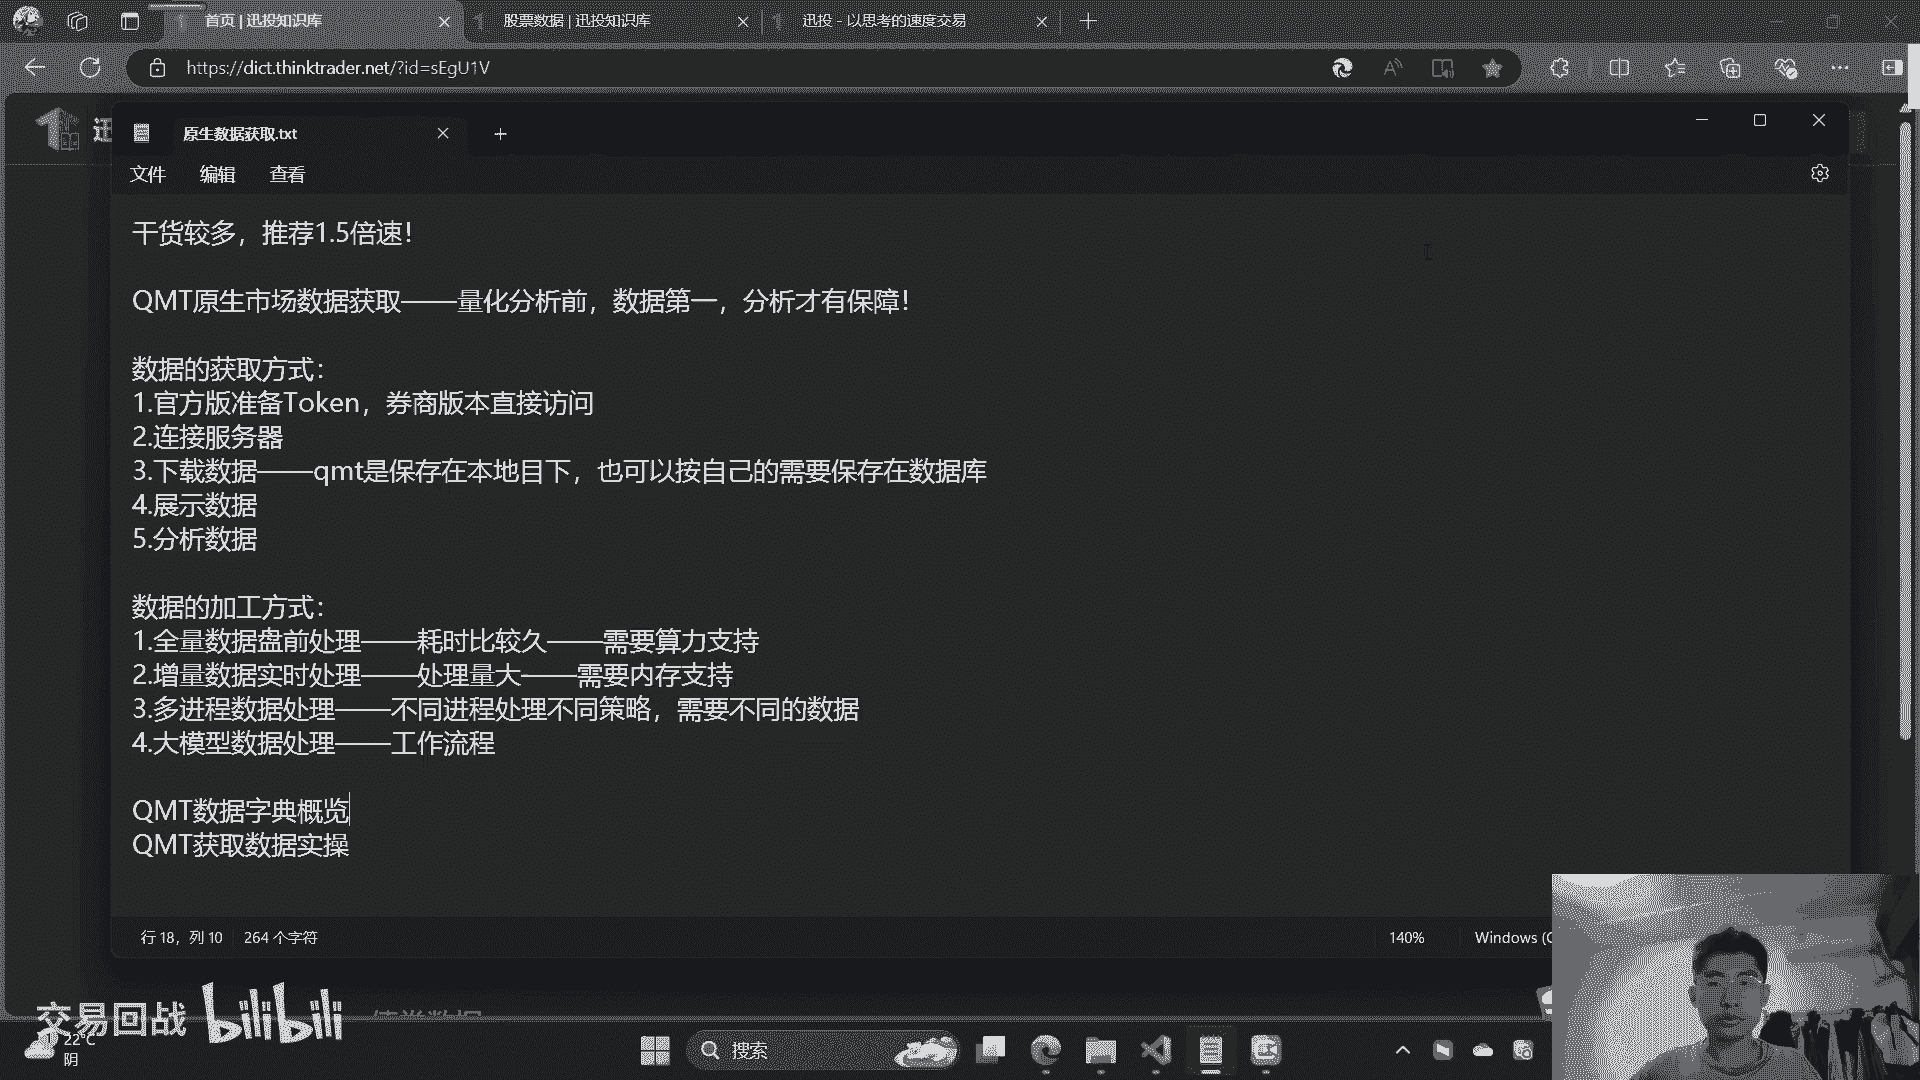 首页 | 迅投知识库
股票数据 | 迅投知识库
迅投 - 以思考的速度交易
https://dict.thinktrader.net/?id=sEgU1V
迅
原生数据获取.txt
文件 编辑 查看
干货较多，推荐1.5倍速！
QMT原生市场数据获取——量化分析前，数据第一，分析才有保障！
数据的获取方式：
1.官方版准备Token，券商版本直接访问
2.连接服务器
3.下载数据——qmt是保存在本地目下，也可以按自己的需要保存在数据库
4.展示数据
5.分析数据
数据的加工方式：
1.全量数据盘前处理——耗时比较久——需要算力支持
2.增量数据实时处理——处理量大——需要内存支持
3.多进程数据处理——不同进程处理不同策略，需要不同的数据
4.大模型数据处理——工作流程
QMT数据字典概览
QMT获取数据实操
行 18，列 10 264 个字符
140%
Windows (C
交易回战 bilibili
22°C
阴
搜索